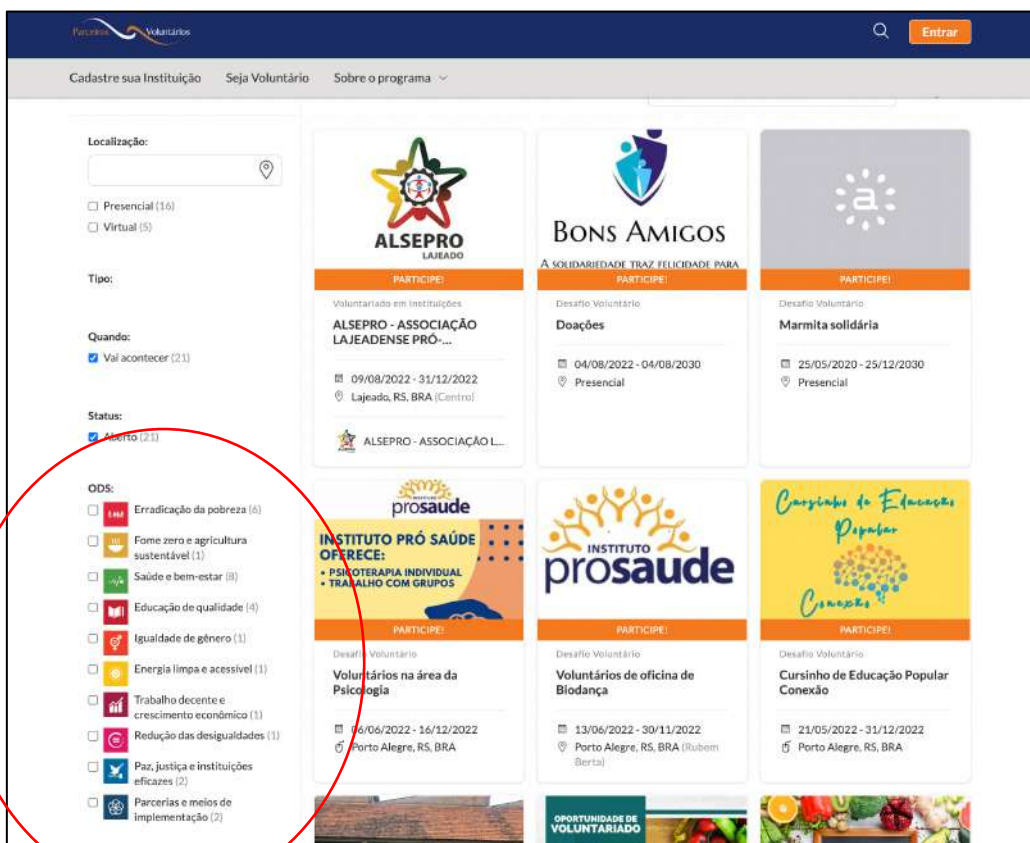 Parceiros Voluntários
Entrar
Cadastre sua Instituição Seja Voluntário Sobre o programa
Localização:
Presencial (16)
Virtual (5)
Tipo:
Quando:
Vai acontecer (21)
Status:
Aberto (21)
ODS:
Erradicação da pobreza (6)
Fome zero e agricultura
sustentável (1)
Saúde e bem-estar (8)
Educação de qualidade (4)
Igualdade de gênero (1)
Energia limpa e acessível (1)
Trabalho decente e
crescimento econômico (1)
Redução das desigualdades (1)
Paz, justiça e instituições
eficazes (2)
Parcerias e meios de
implementação (2)
ALSEPRO
LAJEADO
PARTICIPE!
Voluntariado em Instituições
ALSEPRO - ASSOCIAÇÃO
LAJEADENSE PRÓ-...
09/08/2022 - 31/12/2022
Lajeado, RS, BRA (Centro)
ALSEPRO - ASSOCIAÇÃO L...
BONS AMIGOS
A SOLIDARIEDADE TRAZ FELICIDADE PARA
PARTICIPE!
Desafio Voluntário
Doações
04/08/2022 - 04/08/2030
Presencial
a
PARTICIPE!
Desafio Voluntário
Marmita solidária
25/05/2020 - 25/12/2030
Presencial
INSTITUTO
prosaude
INSTITUTO PRÓ SAÚDE
OFERECE:
• PSICOTERAPIA INDIVIDUAL
• TRABALHO COM GRUPOS
PARTICIPE!
Desafio Voluntário
Voluntários na área da
Psicologia
06/06/2022 - 16/12/2022
Porto Alegre, RS, BRA
INSTITUTO
prosaude
PARTICIPE!
Desafio Voluntário
Voluntários de oficina de
Biodança
13/06/2022 - 30/11/2022
Porto Alegre, RS, BRA (Rubem
Berta)
Cursinho de Educação
Popular
Conexão
PARTICIPE!
Desafio Voluntário
Cursinho de Educação Popular
Conexão
21/05/2022 - 31/12/2022
Porto Alegre, RS, BRA
OPORTUNIDADE DE
VOLUNTARIADO